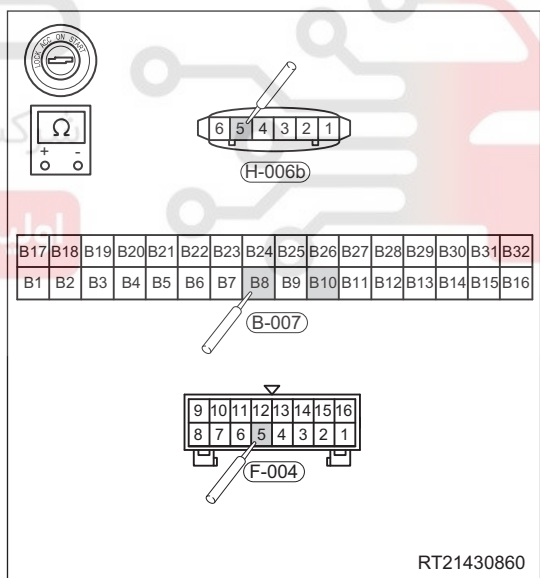 LOCK ACC ON START
Ω
+ -
6 5 4 3 2 1
H-006b
شرکت
اول
B17 B18 B19 B20 B21 B22 B23 B24 B25 B26 B27 B28 B29 B30 B31 B32
B1 B2 B3 B4 B5 B6 B7 B8 B9 B10 B11 B12 B13 B14 B15 B16
B-007
9 10 11 12 13 14 15 16
8 7 6 5 4 3 2 1
F-004
RT21430860